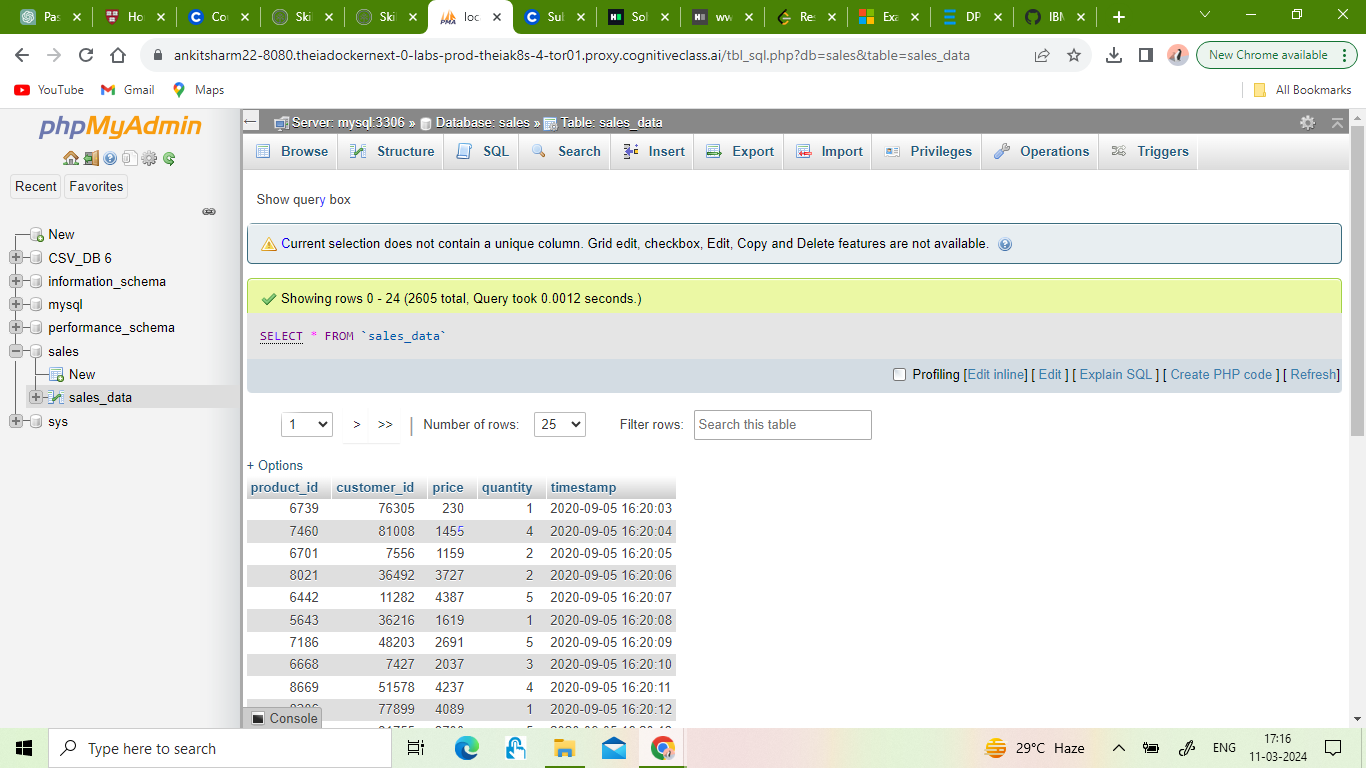 Pas
Ho
Cou
Ski
Ski
loc
Sul
Sol
ww
Res
Exa
DP
IBM
ankitsharm22-8080.theiadockernext-0-labs-prod-theiak8s-4-tor01.proxy.cognitiveclass.ai/tbl_sql.php?db=sales&table=sales_data
New Chrome available
YouTube
Gmail
Maps
All Bookmarks
phpMyAdmin
Recent
Favorites
New
CSV_DB 6
information_schema
mysql
performance_schema
sales
New
sales_data
sys
Server: mysql:3306 » Database: sales » Table: sales_data
Browse Structure SQL Search Insert Export Import Privileges Operations Triggers
Show query box
Current selection does not contain a unique column. Grid edit, checkbox, Edit, Copy and Delete features are not available.
Showing rows 0 - 24 (2605 total, Query took 0.0012 seconds.)
SELECT * FROM `sales_data`
Profiling [Edit inline] [ Edit ] [ Explain SQL ] [ Create PHP code ] [ Refresh]
1 > >> | Number of rows: 25 Filter rows: Search this table
+ Options
product_id customer_id price quantity timestamp
6739 76305 230 1 2020-09-05 16:20:03
7460 81008 1455 4 2020-09-05 16:20:04
6701 7556 1159 2 2020-09-05 16:20:05
8021 36492 3727 2 2020-09-05 16:20:06
6442 11282 4387 5 2020-09-05 16:20:07
5643 36216 1619 1 2020-09-05 16:20:08
7186 48203 2691 5 2020-09-05 16:20:09
6668 7427 2037 3 2020-09-05 16:20:10
8669 51578 4237 4 2020-09-05 16:20:11
77899 4089 1 2020-09-05 16:20:12
Console
Type here to search
29°C Haze
ENG
17:16
11-03-2024